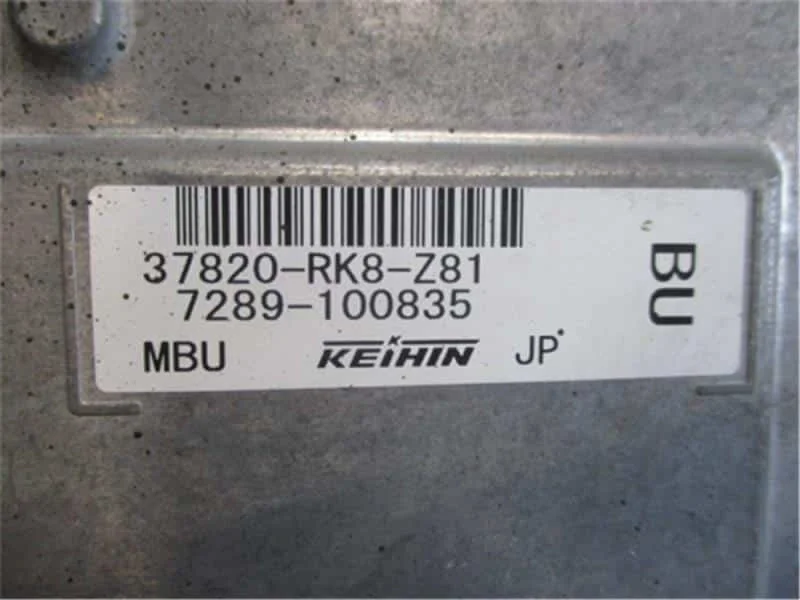 37820-RK8-Z81
7289-100835
MBU KEIHIN JP
BU